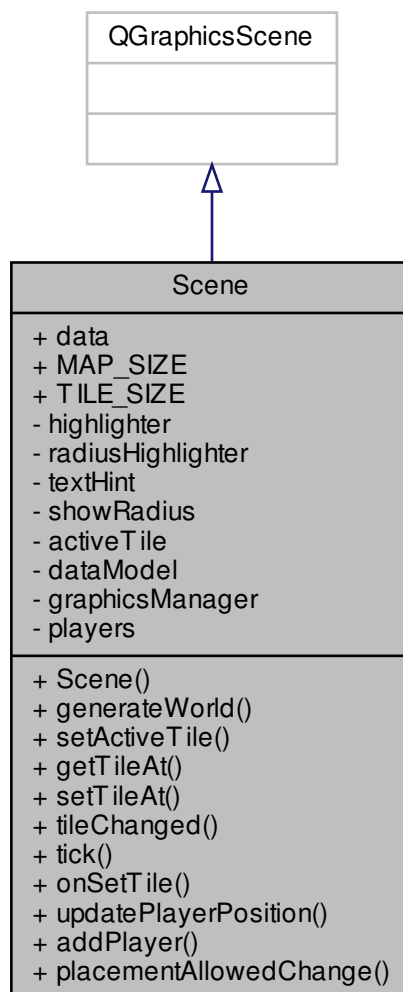 QGraphicsScene
Scene
+ data
+ MAP_SIZE
+ TILE_SIZE
- highlighter
- radiusHighlighter
- textHint
- showRadius
- activeTile
- dataModel
- graphicsManager
- players
+ Scene()
+ generateWorld()
+ setActiveTile()
+ getTileAt()
+ setTileAt()
+ tileChanged()
+ tick()
+ onSetTile()
+ updatePlayerPosition()
+ addPlayer()
+ placementAllowedChange()